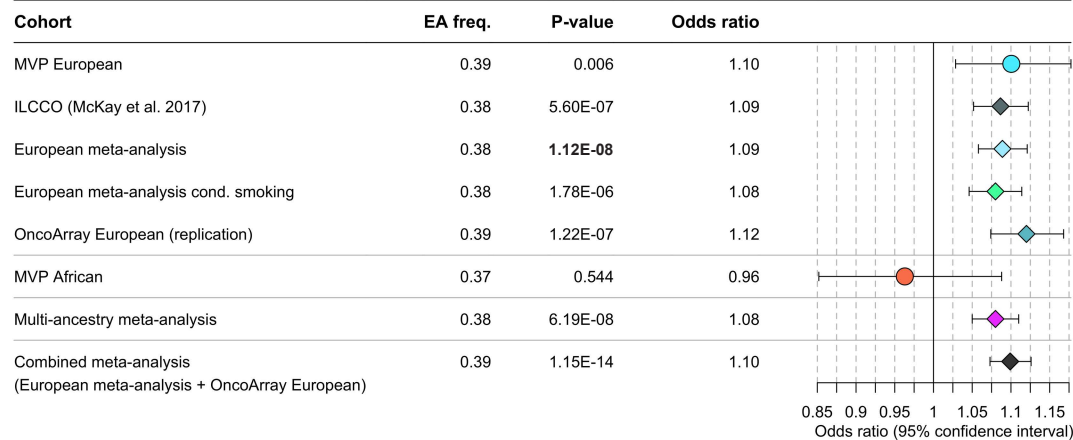 Cohort EA freq. P-value Odds ratio
MVP European 0.39 0.006 1.10
ILCCO (McKay et al. 2017) 0.38 5.60E-07 1.09
European meta-analysis 0.38 1.12E-08 1.09
European meta-analysis cond. smoking 0.38 1.78E-06 1.08
OncoArray European (replication) 0.39 1.22E-07 1.12
MVP African 0.37 0.544 0.96
Multi-ancestry meta-analysis 0.38 6.19E-08 1.08
Combined meta-analysis 0.39 1.15E-14 1.10
(European meta-analysis + OncoArray European)
0.85 0.9 0.95 1 1.05 1.1 1.15
Odds ratio (95% confidence interval)